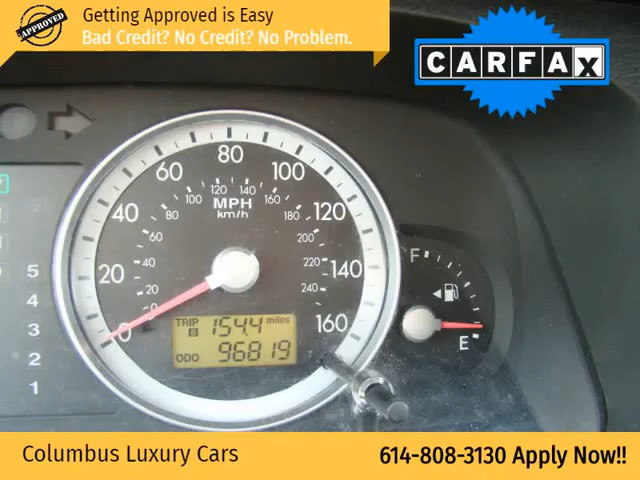 APPROVED
Getting Approved is Easy
Bad Credit? No Credit? No Problem.
CARFAX
MPH
km/h
0
20
40
60
80
100
120
140
160
0
20
40
60
80
100
120
140
160
180
200
220
240
TRIP B 154.4 miles
ODO 96819
F
E
5
4
3
2
1
Columbus Luxury Cars
614-808-3130 Apply Now!!